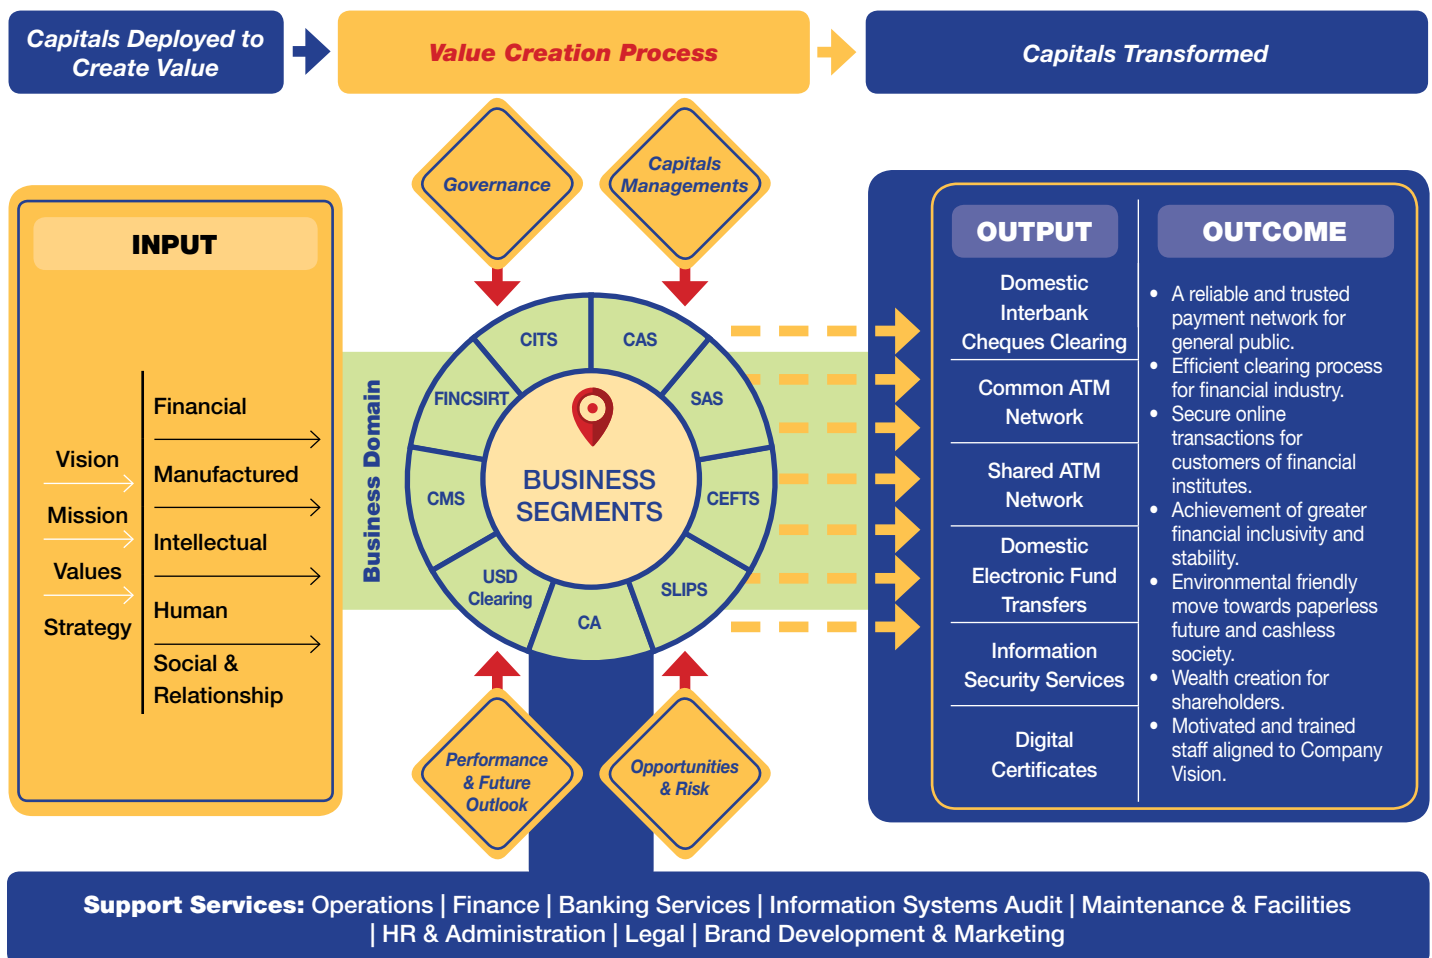 Capitals Deployed to
Create Value
Value Creation Process
Capitals Transformed
Governance
Capitals
Managements
INPUT
Vision
Mission
Values
Strategy
Financial
Manufactured
Intellectual
Human
Social &
Relationship
Business Domain
CITS
CAS
FINCSIRT
SAS
CMS
CEFTS
USD
Clearing
SLIPS
CA
BUSINESS
SEGMENTS
Performance
& Future
Outlook
Opportunities
& Risk
OUTPUT
Domestic
Interbank
Cheques Clearing
Common ATM
Network
Shared ATM
Network
Domestic
Electronic Fund
Transfers
Information
Security Services
Digital
Certificates
OUTCOME
• A reliable and trusted
payment network for
general public.
• Efficient clearing process
for financial industry.
• Secure online
transactions for
customers of financial
institutes.
• Achievement of greater
financial inclusivity and
stability.
• Environmental friendly
move towards paperless
future and cashless
society.
• Wealth creation for
shareholders.
• Motivated and trained
staff aligned to Company
Vision.
Support Services: Operations | Finance | Banking Services | Information Systems Audit | Maintenance & Facilities
| HR & Administration | Legal | Brand Development & Marketing